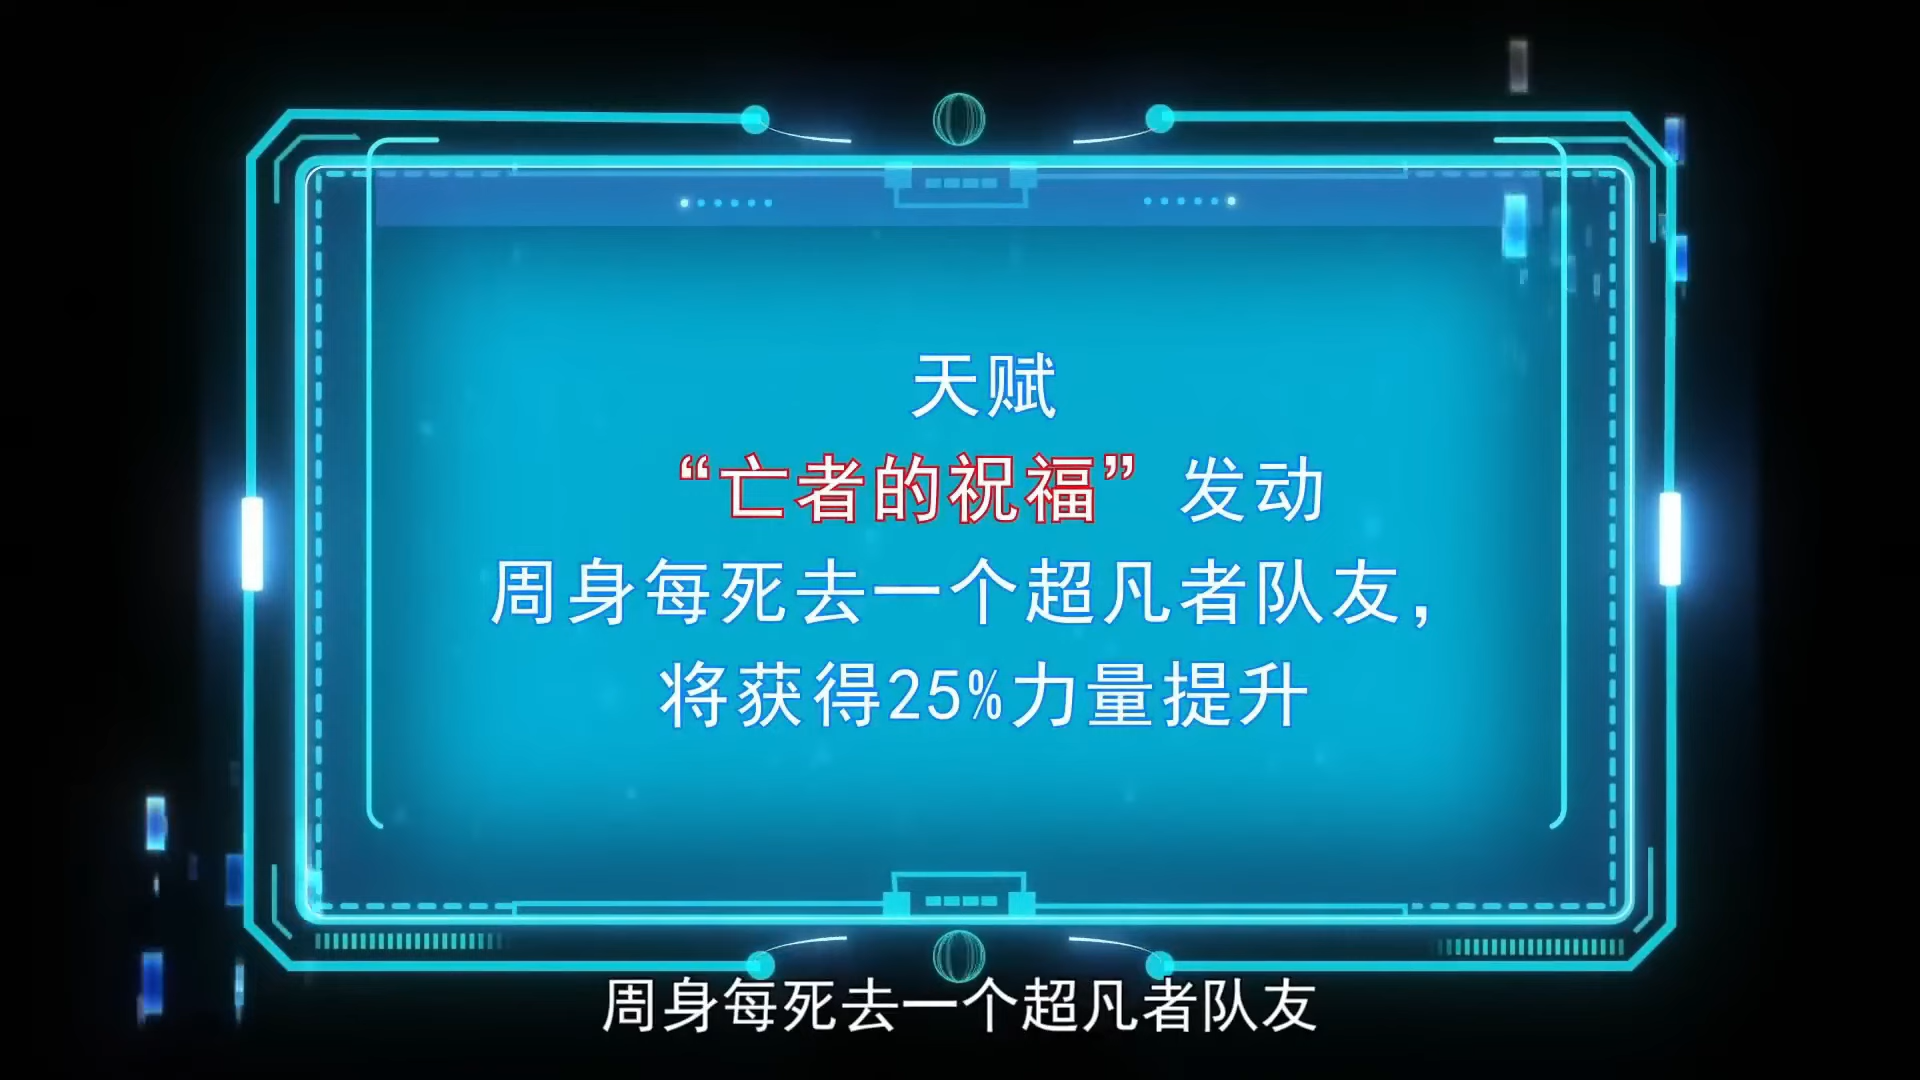 天赋
“亡者的祝福”发动
周身每死去一个超凡者队友，
将获得25%力量提升
周身每死去一个超凡者队友